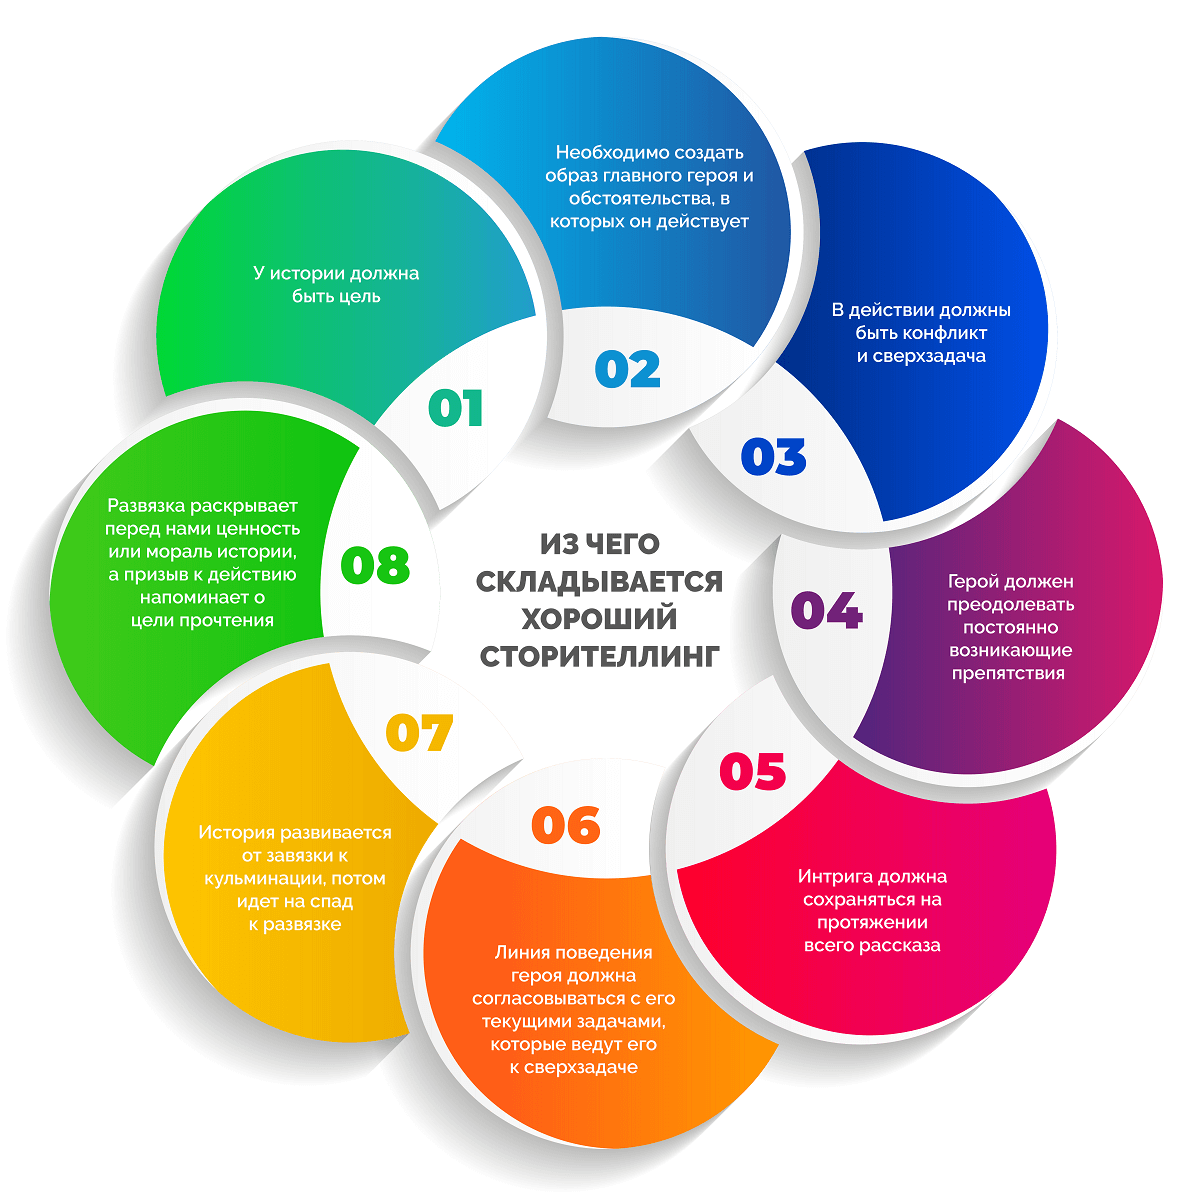 ИЗ ЧЕГО
СКЛАДЫВАЕТСЯ
ХОРОШИЙ
СТОРИТЕЛЛИНГ
01
У истории должна
быть цель
02
Необходимо создать
образ главного героя и
обстоятельства, в
которых он действует
03
В действии должны
быть конфликт
и сверхзадача
04
Герой должен
преодолевать
постоянно
возникающие
препятствия
05
Интрига должна
сохраняться на
протяжении
всего рассказа
06
Линия поведения
героя должна
согласовываться с его
текущими задачами,
которые ведут его
к сверхзадаче
07
История развивается
от завязки к
кульминации, потом
идет на спад
к развязке
08
Развязка раскрывает
перед нами ценность
или мораль истории,
а призыв к действию
напоминает о
цели прочтения